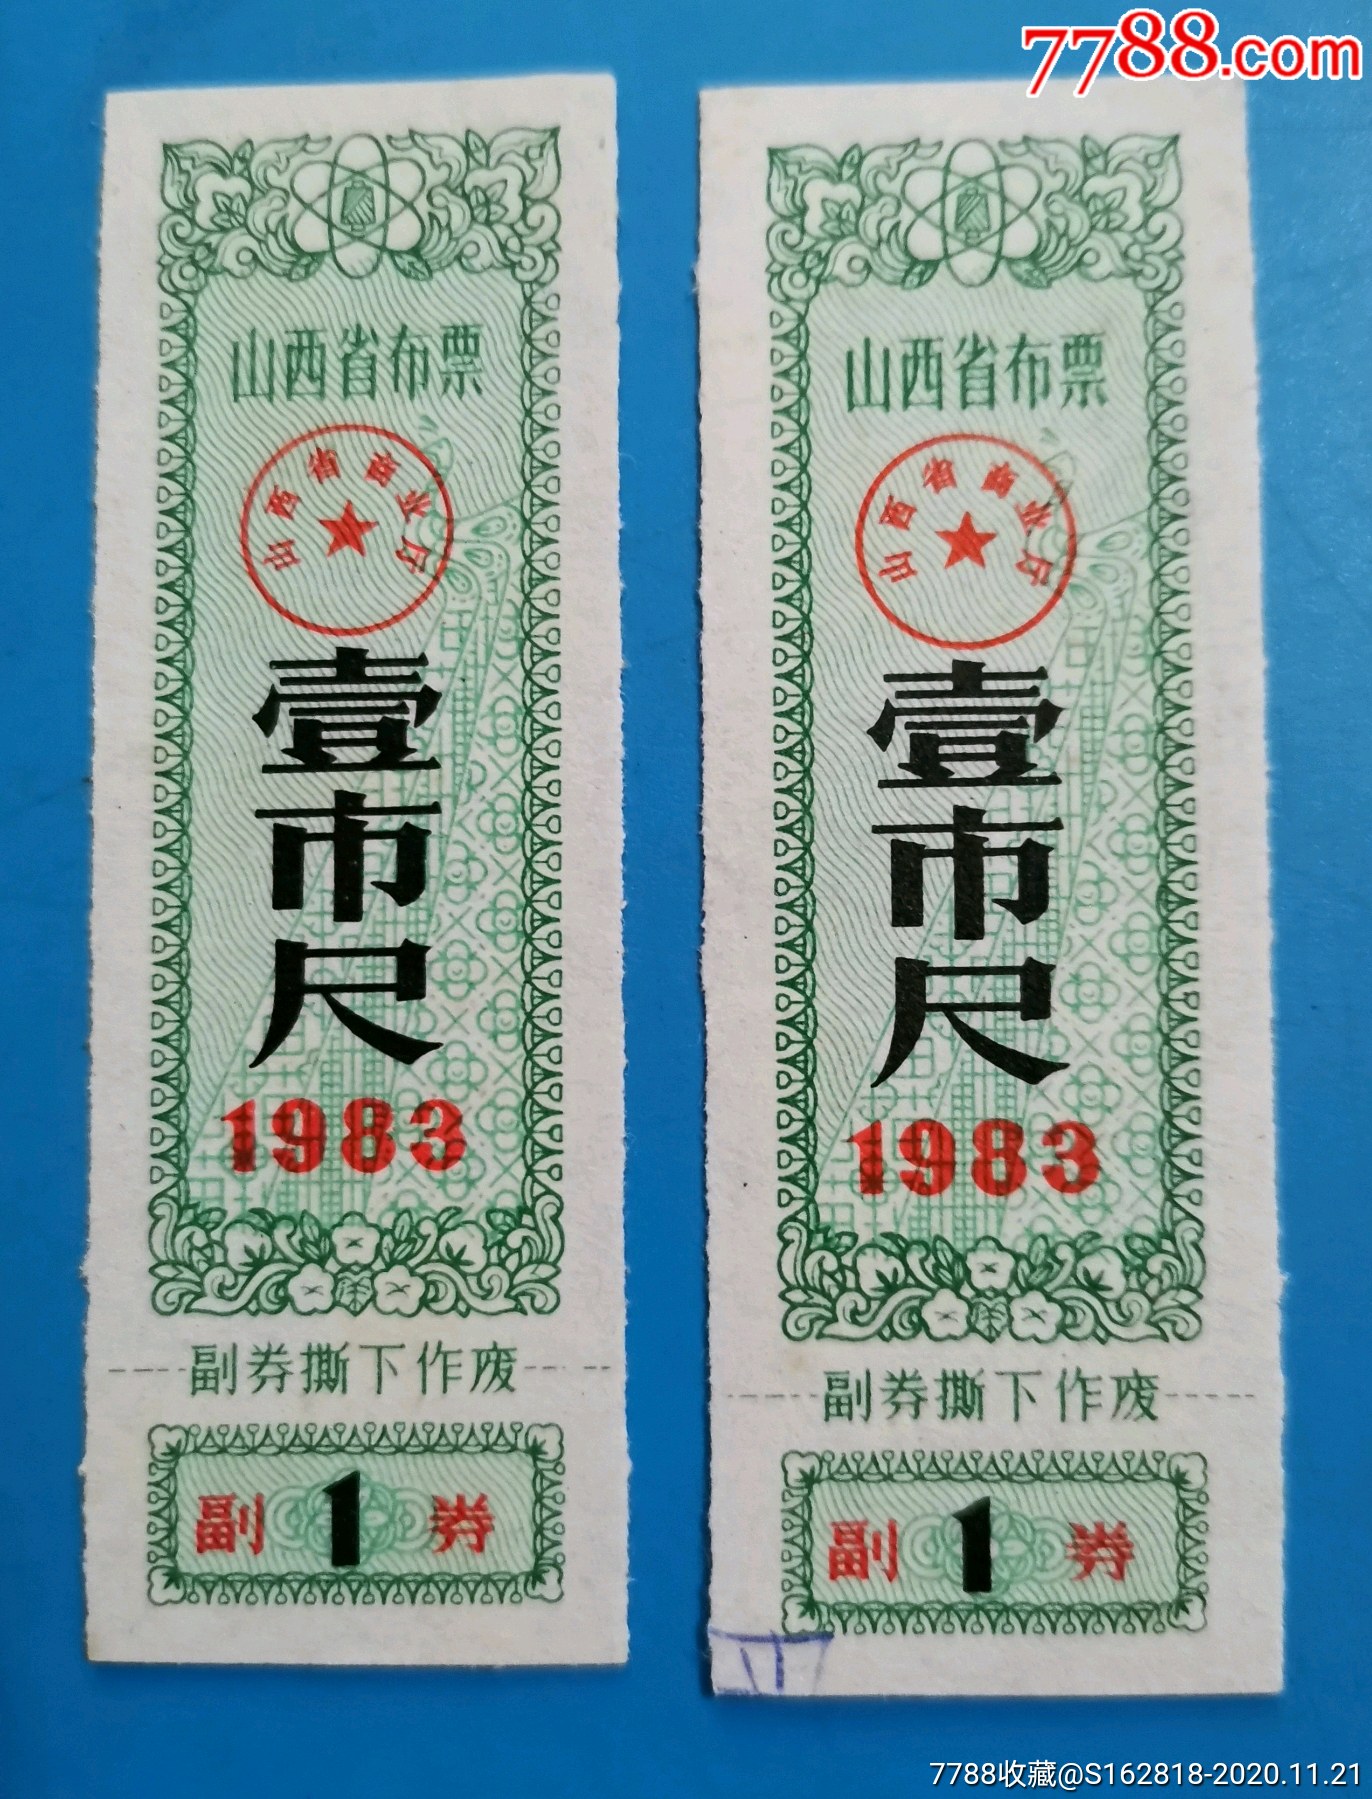 7788.com
山西省布票
山西省商业厅
壹市尺
1983
副券撕下作废
副 1 券
山西省布票
山西省商业厅
壹市尺
1983
副券撕下作废
副 1 券
7788收藏@S162818-2020.11.21